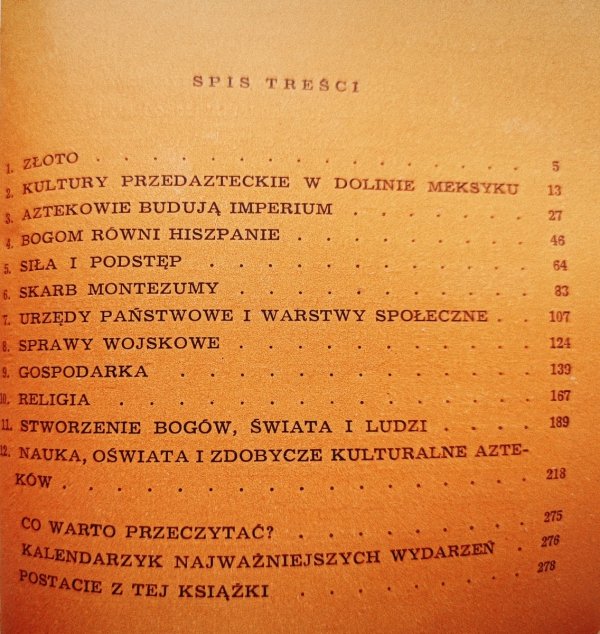 SPIS TREŚCI
1. ZŁOTO . . . . . . . . . . . . . . 5
2. KULTURY PRZEDAZTECKIE W DOLINIE MEKSYKU 13
3. AZTEKOWIE BUDUJĄ IMPERIUM . . . . . . . 27
4. BOGOM RÓWNI HISZPANIE . . . . . . . . 46
5. SIŁA I PODSTĘP . . . . . . . . . . . 64
6. SKARB MONTEZUMY . . . . . . . . . . 83
7. URZĘDY PAŃSTWOWE I WARSTWY SPOŁECZNE . . 107
8. SPRAWY WOJSKOWE . . . . . . . . . . 124
9. GOSPODARKA . . . . . . . . . . . . 139
10. RELIGIA . . . . . . . . . . . . . 167
11. STWORZENIE BOGÓW, ŚWIATA I LUDZI . . . . 189
12. NAUKA, OŚWIATA I ZDOBYCZE KULTURALNE AZTE-
KÓW . . . . . . . . . . . . . . . 218
CO WARTO PRZECZYTAĆ? . . . . . . . . 275
KALENDARZYK NAJWAŻNIEJSZYCH WYDARZEŃ . 276
POSTACIE Z TEJ KSIĄŻKI . . . . . . . . 278